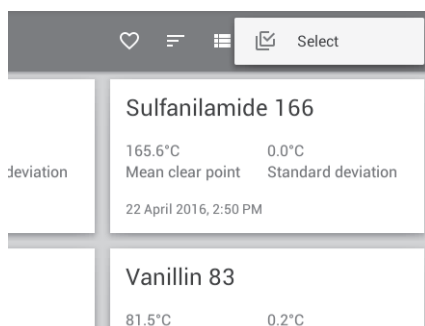 Select
Sulfanilamide 166
165.6°C 0.0°C
deviation Mean clear point Standard deviation
22 April 2016, 2:50 PM
Vanillin 83
81.5°C 0.2°C